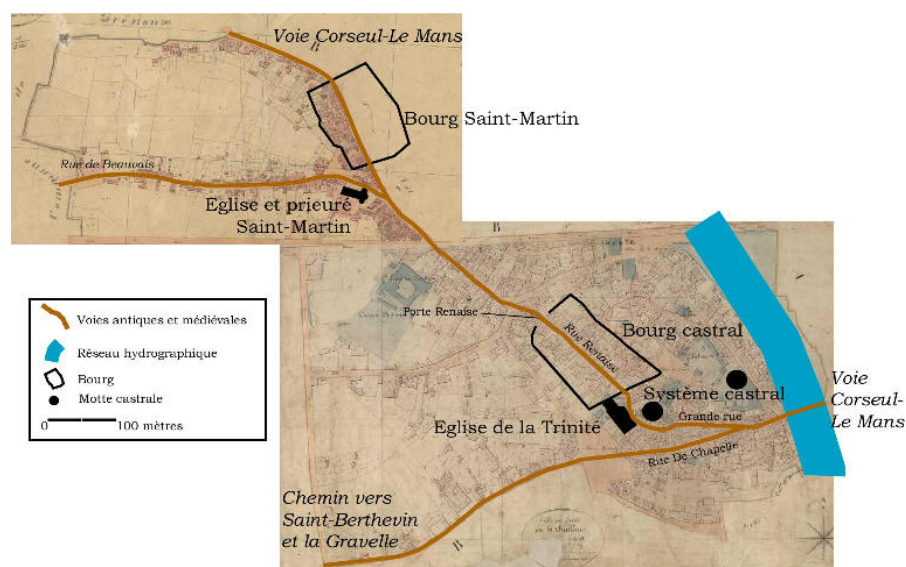 Voie Corseul-Le Mans
Bourg Saint-Martin
Rue de Beauvais
Eglise et prieuré
Saint-Martin
Porte Renaise
Rue Renaise
Bourg castral
Système castral
Voie
Corseul-
Le Mans
Grande rue
Eglise de la Trinité
Rue De Chapelle
Chemin vers
Saint-Berthevin
et la Gravelle
Voies antiques et médiévales
Réseau hydrographique
Bourg
Motte castrale
0 100 mètres
B
B
B